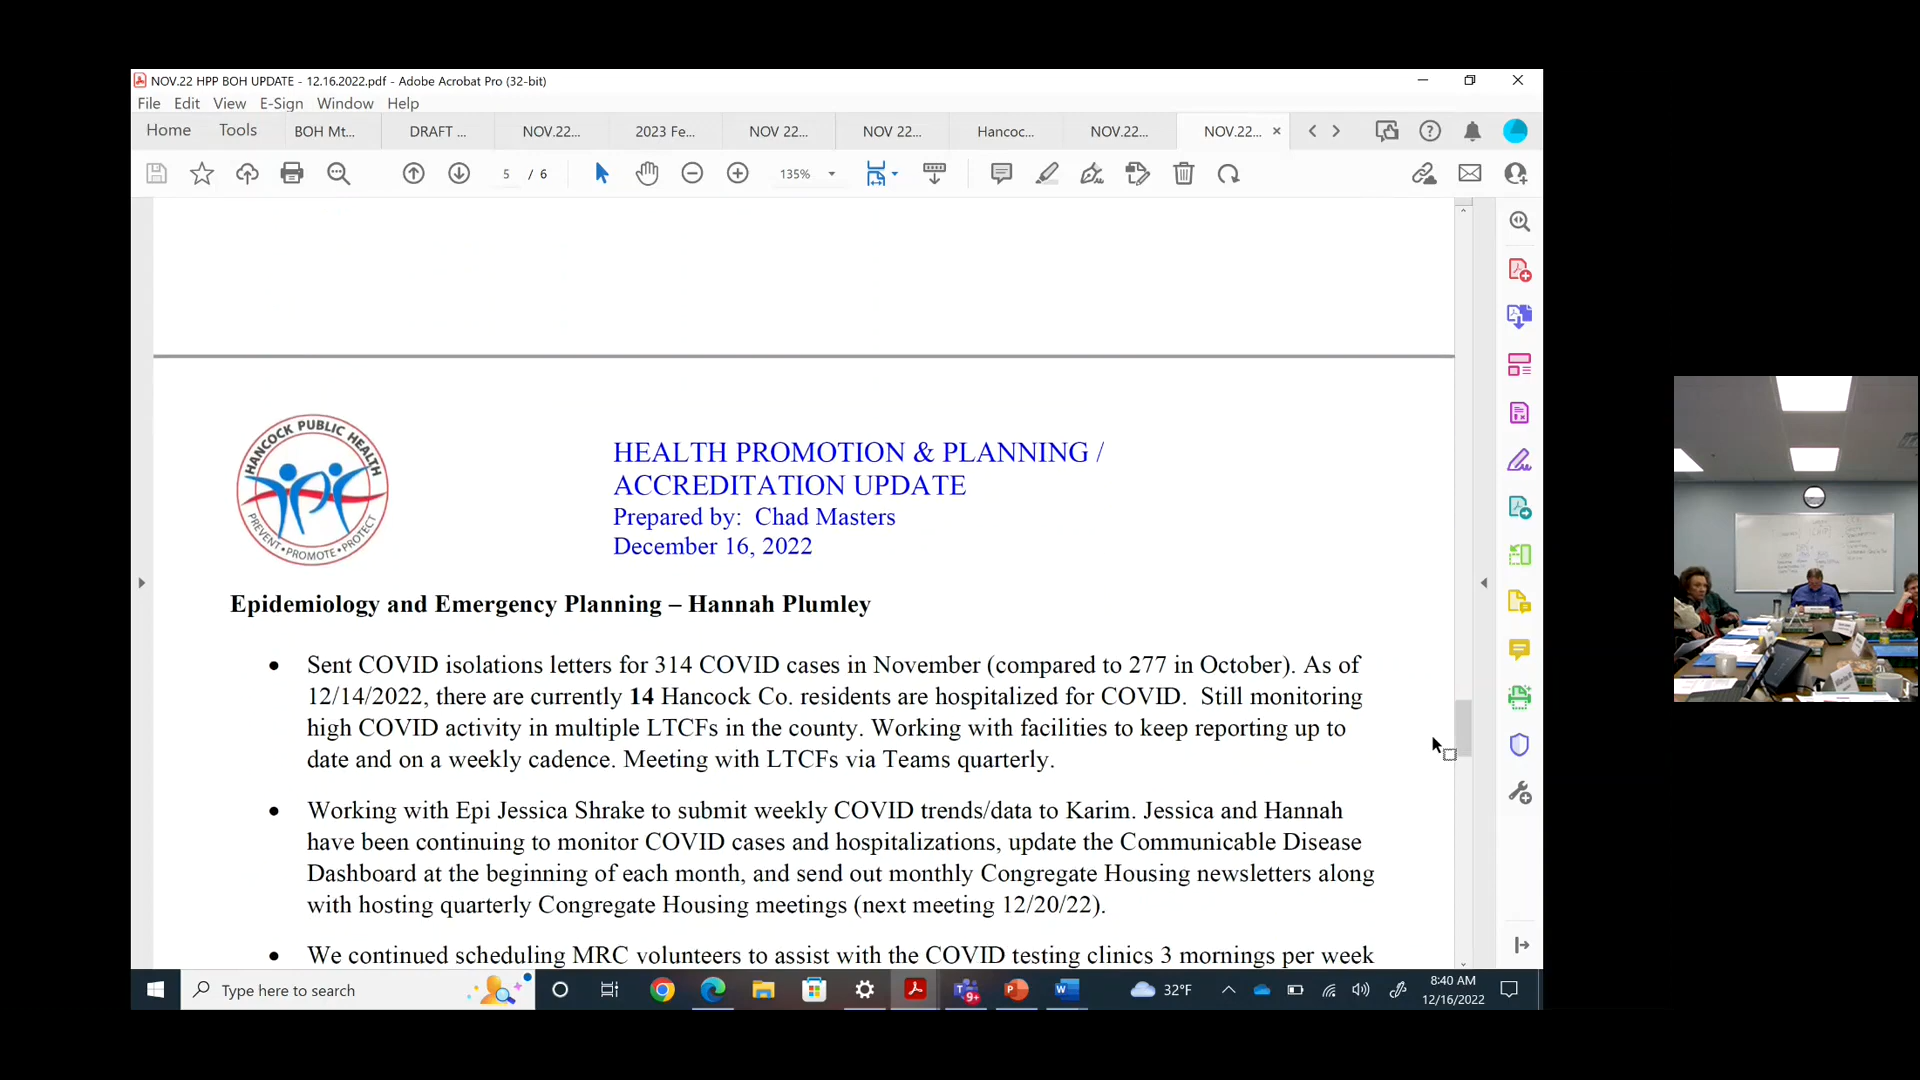 NOV.22 HPP BOH UPDATE - 12.16.2022.pdf - Adobe Acrobat Pro (32-bit)
File Edit View E-Sign Window Help
Home Tools BOH Mt... DRAFT ... NOV.22... 2023 Fe... NOV 22... NOV 22... Hancoc... NOV.22... NOV.22...
5 / 6 135%
HANCOCK PUBLIC HEALTH
PREVENT • PROMOTE • PROTECT
HEALTH PROMOTION & PLANNING /
ACCREDITATION UPDATE
Prepared by: Chad Masters
December 16, 2022
Epidemiology and Emergency Planning – Hannah Plumley
• Sent COVID isolations letters for 314 COVID cases in November (compared to 277 in October). As of
12/14/2022, there are currently 14 Hancock Co. residents are hospitalized for COVID. Still monitoring
high COVID activity in multiple LTCFs in the county. Working with facilities to keep reporting up to
date and on a weekly cadence. Meeting with LTCFs via Teams quarterly.
• Working with Epi Jessica Shrake to submit weekly COVID trends/data to Karim. Jessica and Hannah
have been continuing to monitor COVID cases and hospitalizations, update the Communicable Disease
Dashboard at the beginning of each month, and send out monthly Congregate Housing newsletters along
with hosting quarterly Congregate Housing meetings (next meeting 12/20/22).
• We continued scheduling MRC volunteers to assist with the COVID testing clinics 3 mornings per week
Type here to search
9+
32°F
8:40 AM
12/16/2022